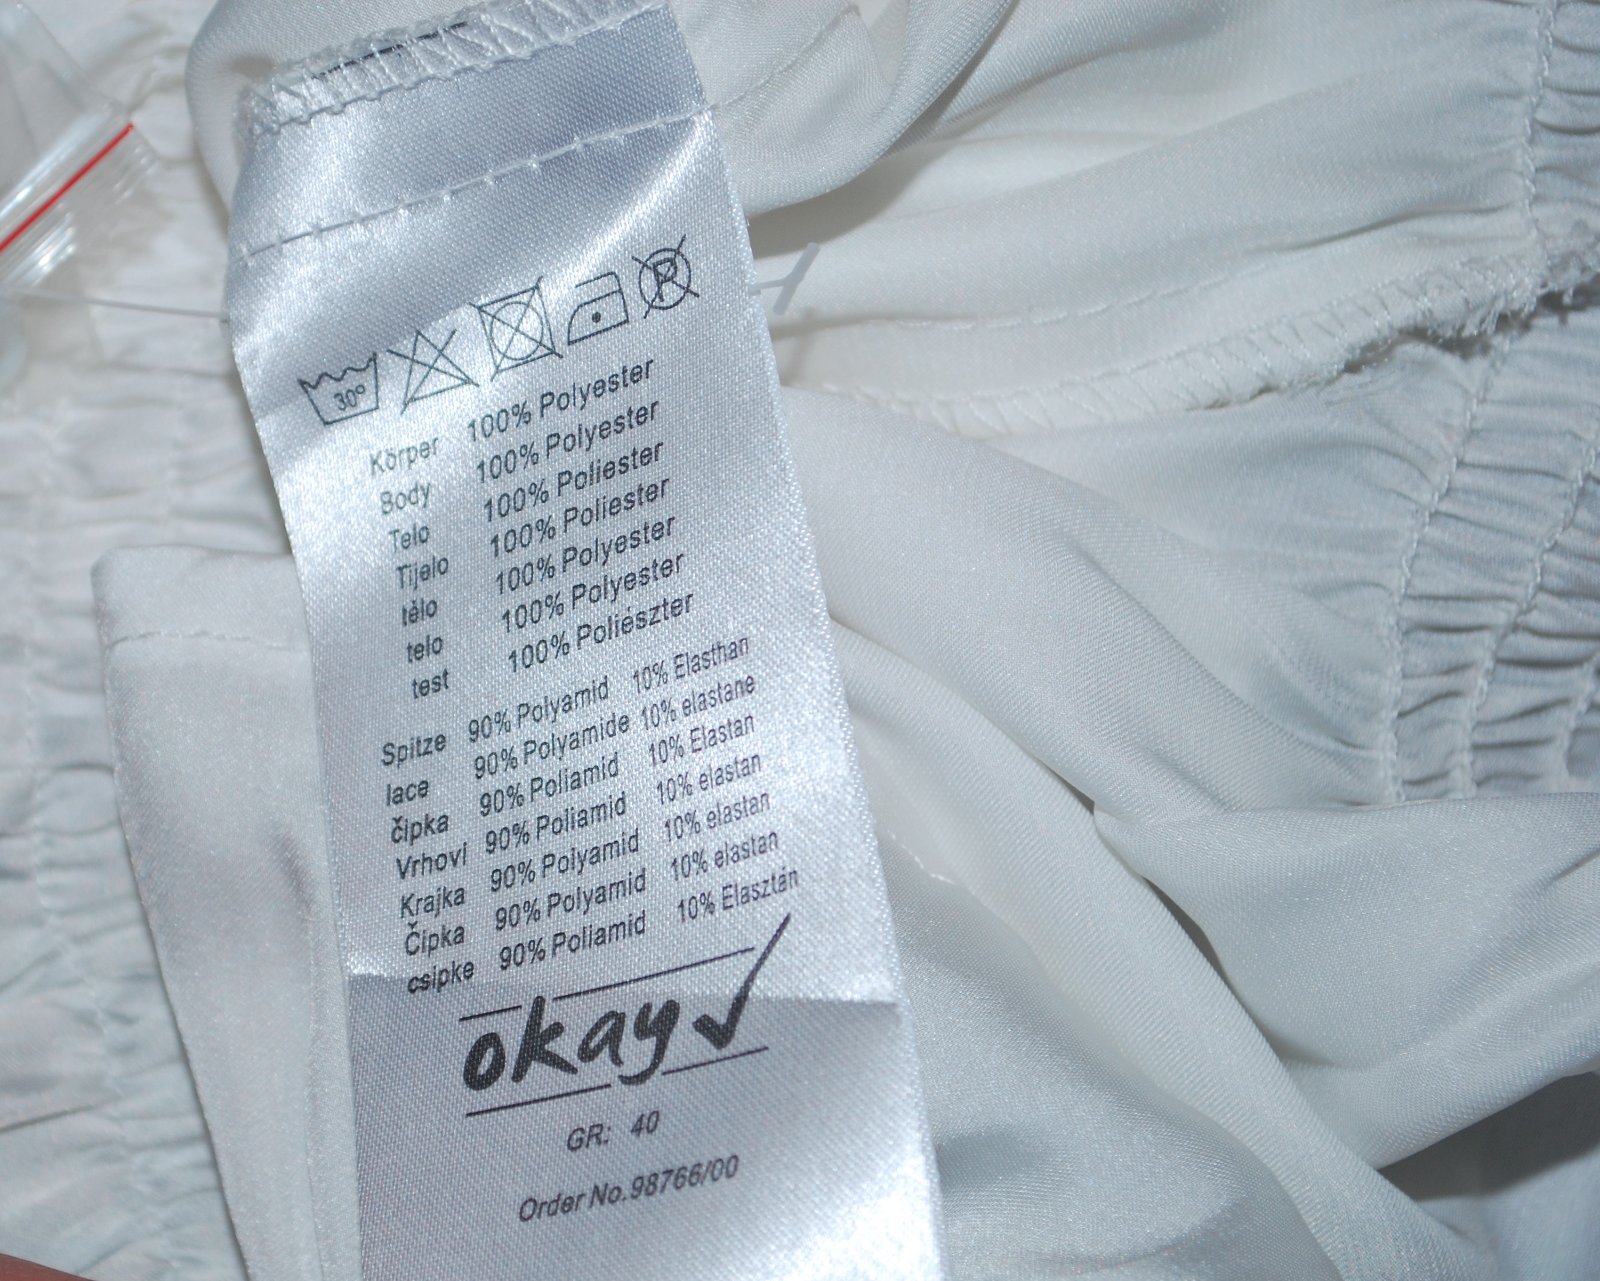 30°
P
Körper 100% Polyester
Body 100% Polyester
Telo 100% Poliester
Tijelo 100% Poliester
tělo 100% Polyester
telo 100% Polyester
test 100% Poliészter
Spitze 90% Polyamid 10% Elasthan
lace 90% Polyamide 10% elastane
čipka 90% Poliamid 10% Elastan
Vrhovi 90% Poliamid 10% elastan
Krajka 90% Polyamid 10% elastan
Čipka 90% Polyamid 10% elastan
csipke 90% Poliamid 10% Elasztán
okay
GR: 40
Order No.98766/00